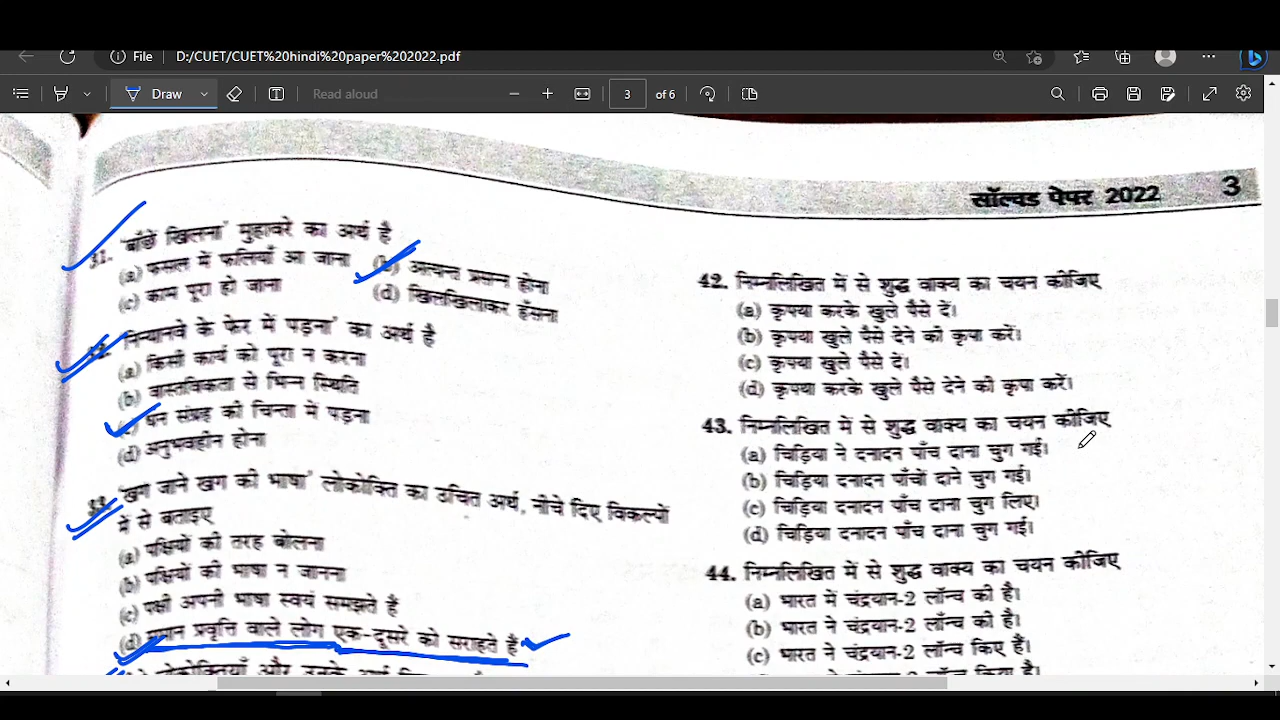 File
D:/CUET/CUET%20hindi%20paper%202022.pdf
Draw
Read aloud
3
of 6
सॉल्वड पेपर 2022 3
31. 'बाँछें खिलना' मुहावरे का अर्थ है
(a) फसल में फलियाँ आ जाना (b) अत्यन्त प्रसन्न होना
(c) काम पूरा हो जाना (d) खिलखिलाकर हँसना
निन्यानवे के फेर में पड़ना' का अर्थ है
(a) किसी कार्य को पूरा न करना
(b) वास्तविकता से भिन्न स्थिति
धन संग्रह की चिन्ता में पड़ना
(d) अनुभवहीन होना
'खग जाने खग की भाषा' लोकोक्ति का उचित अर्थ, नीचे दिए विकल्पों
में से बताइए
(a) पक्षियों की तरह बोलना
(b) पक्षियों की भाषा न जानना
(c) पक्षी अपनी भाषा स्वयं समझते हैं
(d) समान प्रवृत्ति वाले लोग एक-दूसरे को सराहते हैं
लोकोक्तियाँ और उनके अर्थ
42. निम्नलिखित में से शुद्ध वाक्य का चयन कीजिए
(a) कृपया करके खुले पैसे दें।
(b) कृपया खुले पैसे देने की कृपा करें।
(c) कृपया खुले पैसे दें।
(d) कृपया करके खुले पैसे देने की कृपा करें।
43. निम्नलिखित में से शुद्ध वाक्य का चयन कीजिए
(a) चिड़िया ने दनादन पाँच दाना चुग गई।
(b) चिड़िया दनादन पाँचों दाने चुग गई।
(c) चिड़िया दनादन पाँच दाना चुग लिए।
(d) चिड़िया दनादन पाँच दाना चुग गई।
44. निम्नलिखित में से शुद्ध वाक्य का चयन कीजिए
(a) भारत में चंद्रयान-2 लॉन्च की है।
(b) भारत ने चंद्रयान-2 लॉन्च की है।
(c) भारत ने चंद्रयान-2 लॉन्च किए हैं।